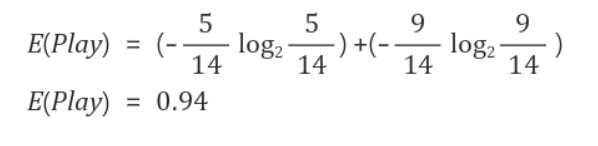 E(Play) = (- 5/14 log₂ 5/14 ) +(- 9/14 log₂ 9/14 )
E(Play) = 0.94